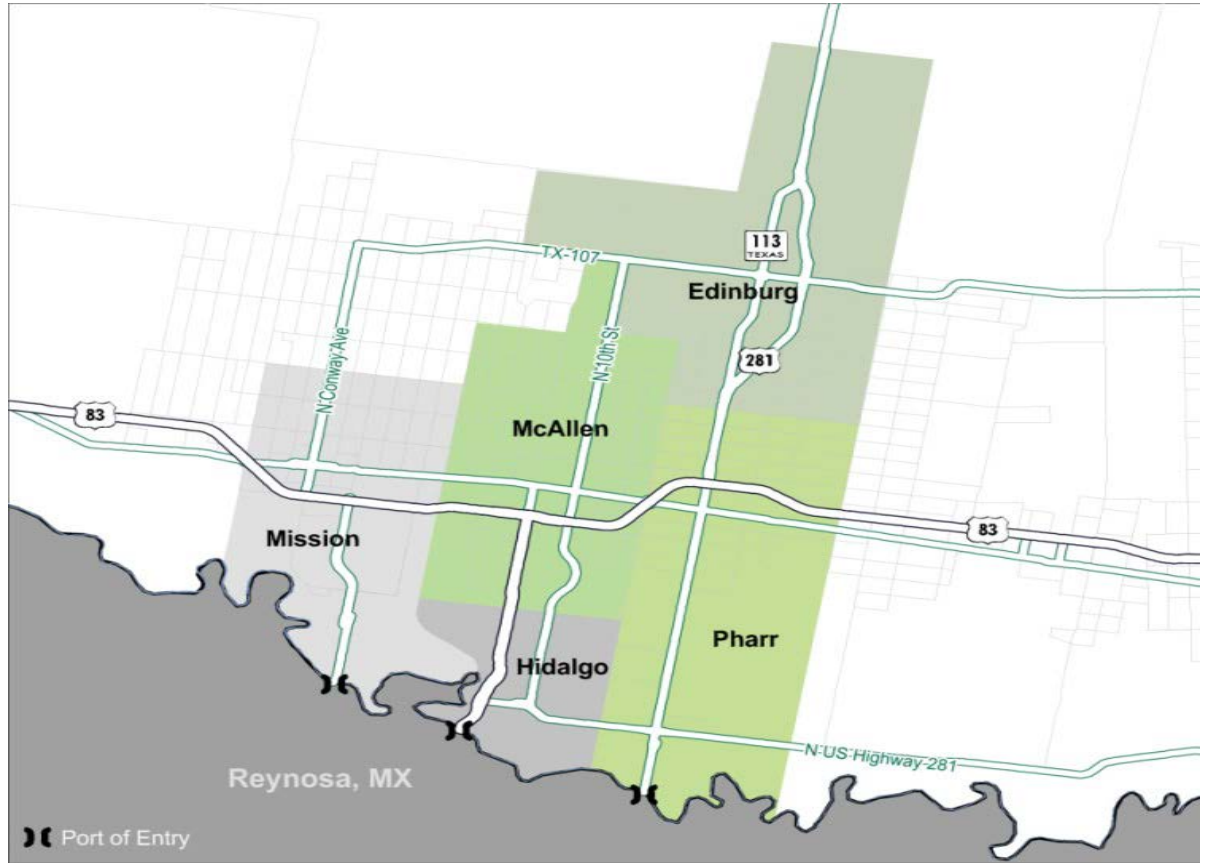 113
TEXAS
TX-107
Edinburg
N Conway Ave
N 10th St
281
83
McAllen
83
Mission
Pharr
Hidalgo
N US Highway 281
Reynosa, MX
Port of Entry